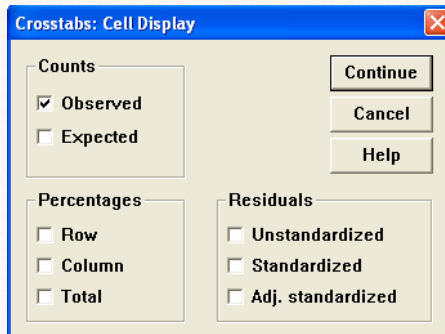 Crosstabs: Cell Display
Counts
Observed
Expected
Continue
Cancel
Help
Percentages
Row
Column
Total
Residuals
Unstandardized
Standardized
Adj. standardized